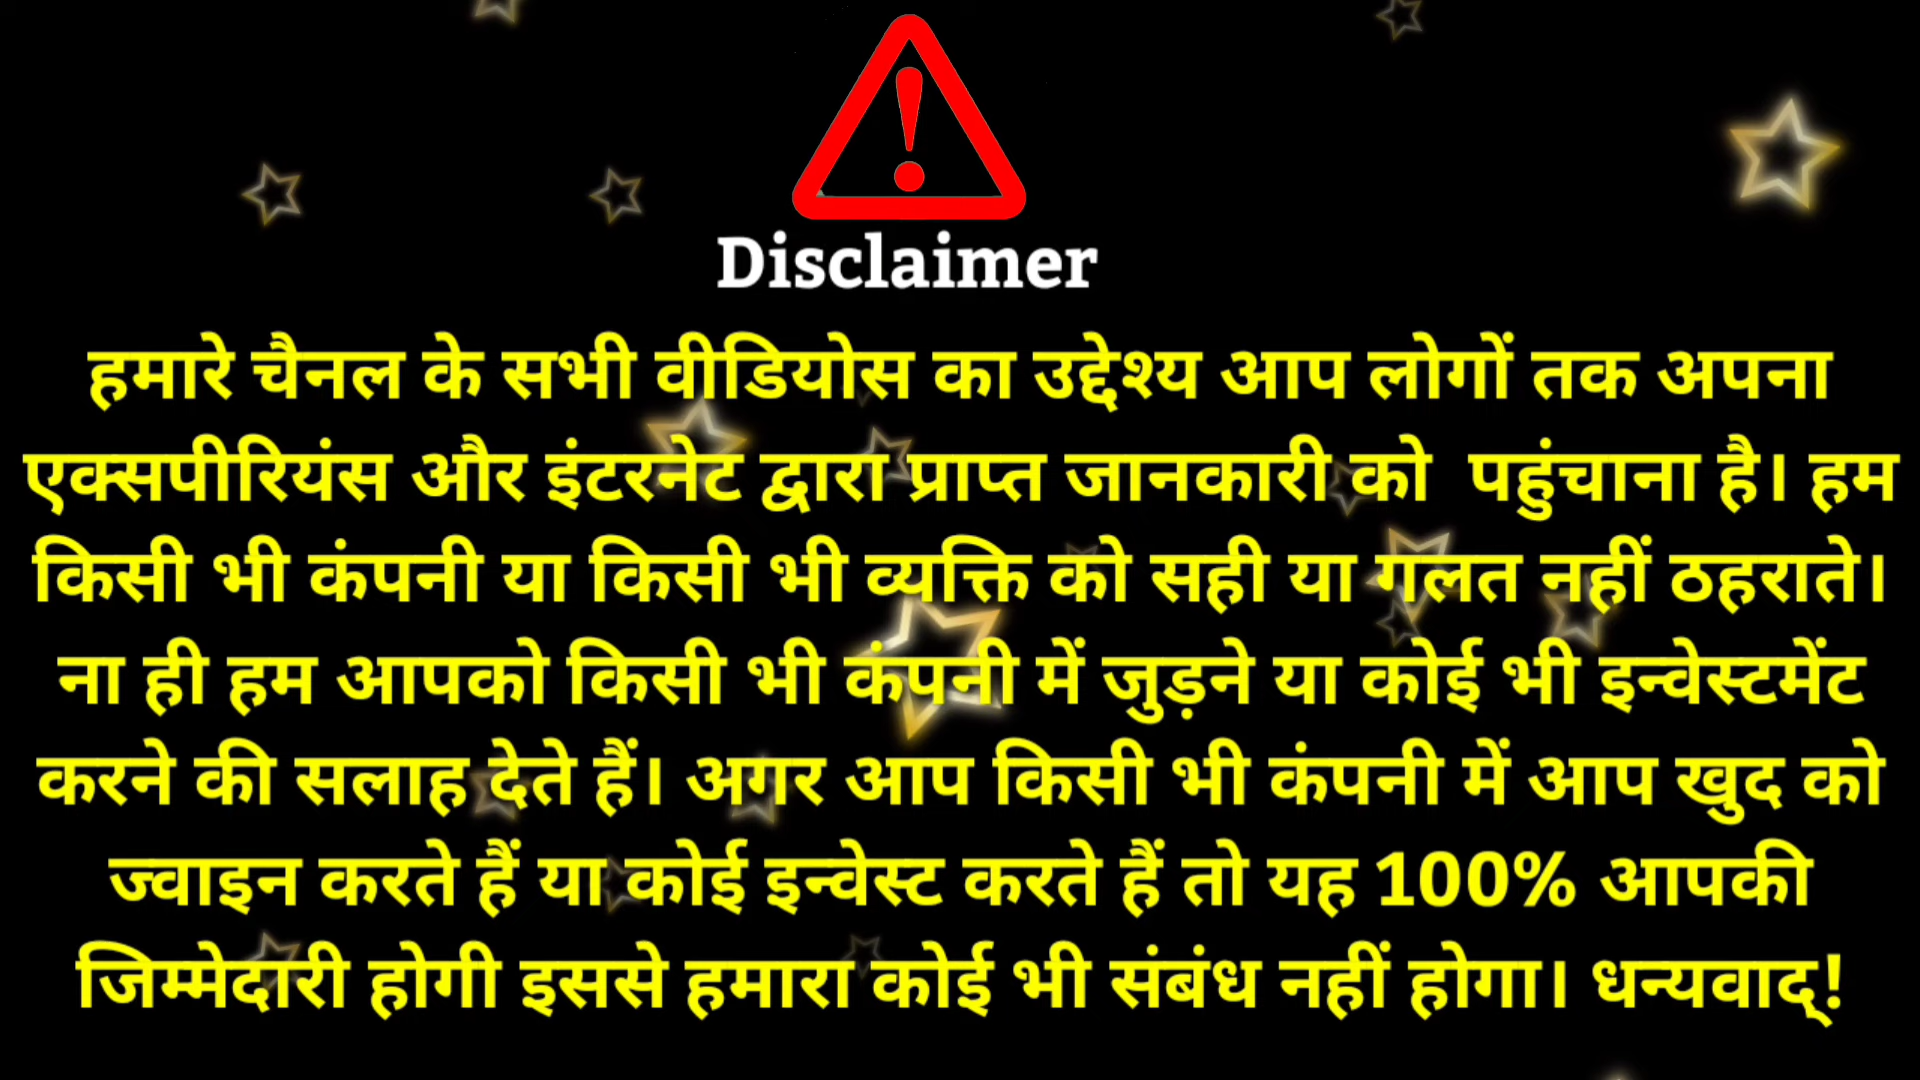 Disclaimer
हमारे चैनल के सभी वीडियोस का उद्देश्य आप लोगों तक अपना
एक्सपीरियंस और इंटरनेट द्वारा प्राप्त जानकारी को पहुंचाना है। हम
किसी भी कंपनी या किसी भी व्यक्ति को सही या गलत नहीं ठहराते।
ना ही हम आपको किसी भी कंपनी में जुड़ने या कोई भी इन्वेस्टमेंट
करने की सलाह देते हैं। अगर आप किसी भी कंपनी में आप खुद को
ज्वाइन करते हैं या कोई इन्वेस्ट करते हैं तो यह 100% आपकी
जिम्मेदारी होगी इससे हमारा कोई भी संबंध नहीं होगा। धन्यवाद्!